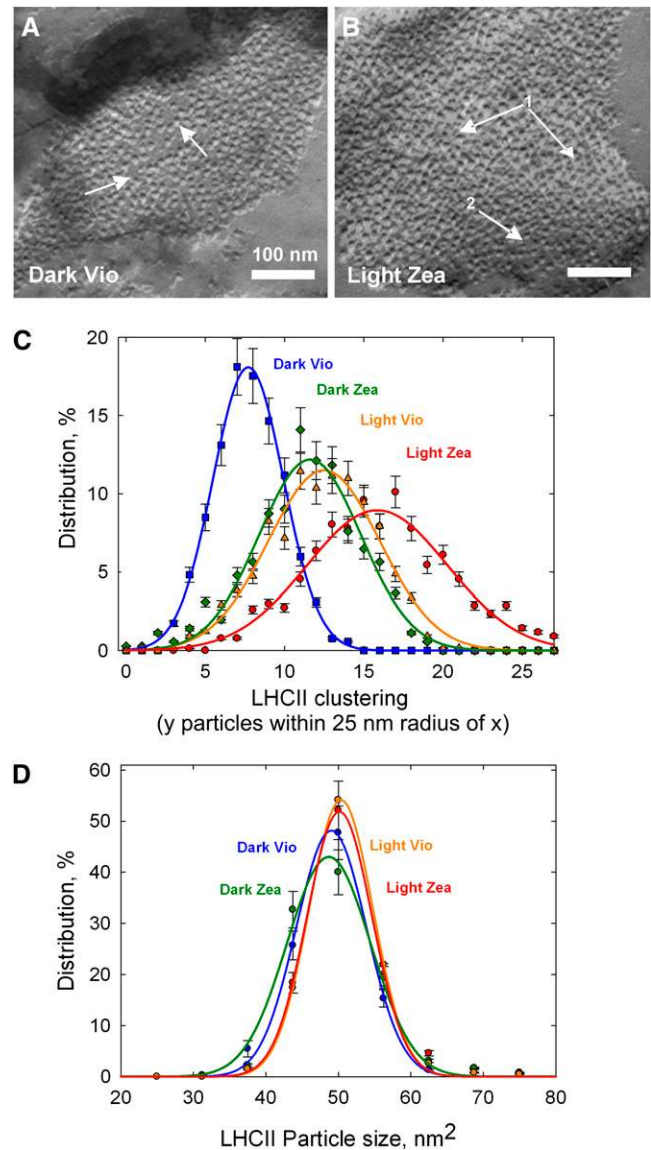 A
B
1
2
Dark Vio
100 nm
Light Zea
C
20
15
10
5
0
Distribution, %
Dark Vio
Dark Zea
Light Vio
Light Zea
0 5 10 15 20 25
LHCII clustering
(y particles within 25 nm radius of x)
D
60
50
40
30
20
10
0
Distribution, %
Dark Vio
Light Vio
Dark Zea
Light Zea
20 30 40 50 60 70 80
LHCII Particle size, nm²